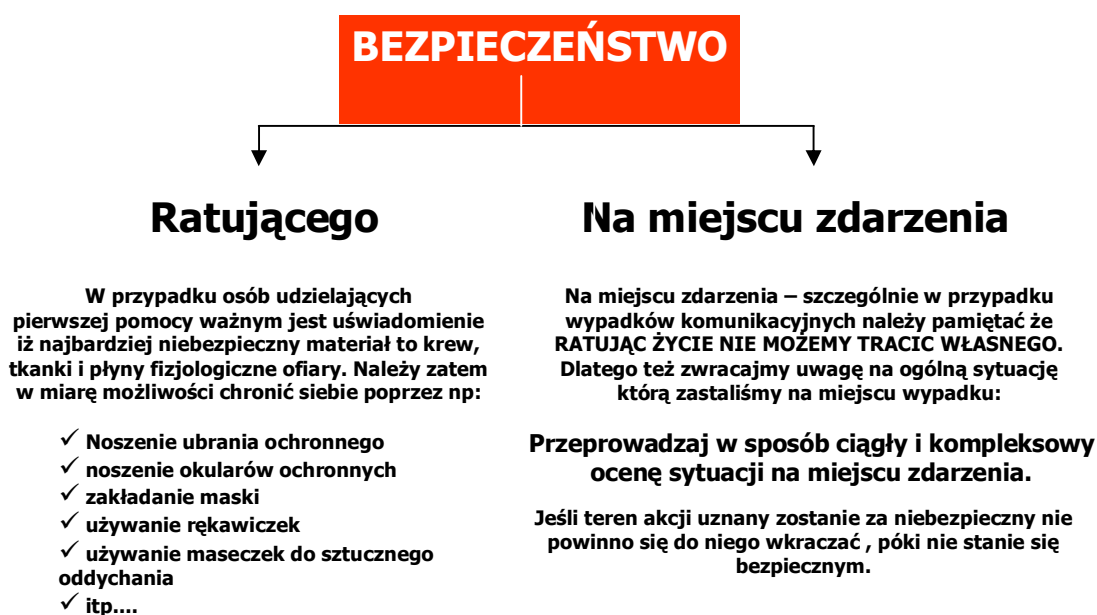 BEZPIECZEŃSTWO
Ratującego
W przypadku osób udzielających
pierwszej pomocy ważnym jest uświadomienie
iż najbardziej niebezpieczny materiał to krew,
tkanki i płyny fizjologiczne ofiary. Należy zatem
w miarę możliwości chronić siebie poprzez np:
✓ Noszenie ubrania ochronnego
✓ noszenie okularów ochronnych
✓ zakładanie maski
✓ używanie rękawiczek
✓ używanie maseczek do sztucznego
oddychania
✓ itp....
Na miejscu zdarzenia
Na miejscu zdarzenia – szczególnie w przypadku
wypadków komunikacyjnych należy pamiętać że
RATUJĄC ŻYCIE NIE MOŻEMY TRACIC WŁASNEGO.
Dlatego też zwracajmy uwagę na ogólną sytuację
którą zastaliśmy na miejscu wypadku:
Przeprowadzaj w sposób ciągły i kompleksowy
ocenę sytuacji na miejscu zdarzenia.
Jeśli teren akcji uznany zostanie za niebezpieczny nie
powinno się do niego wkraczać , póki nie stanie się
bezpiecznym.